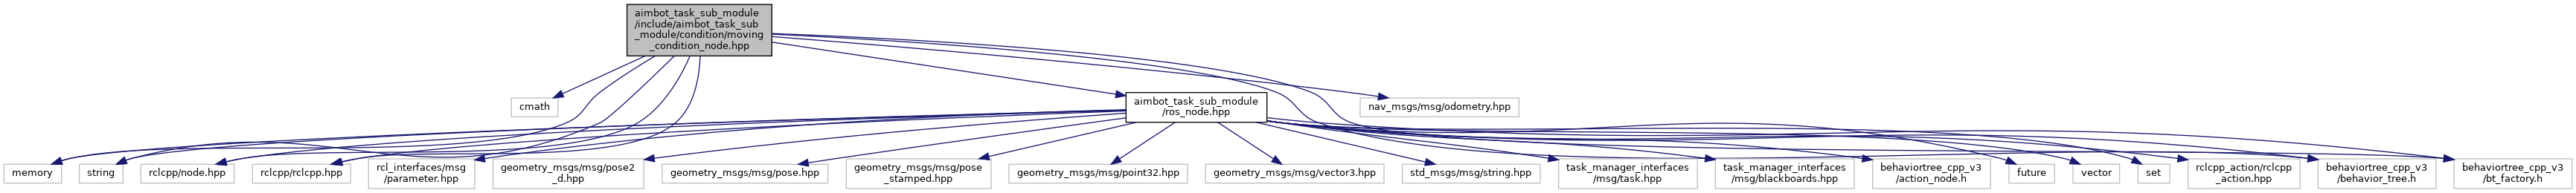 aimbot_task_sub_module
/include/aimbot_task_sub
_module/condition/moving
_condition_node.hpp
cmath
aimbot_task_sub_module
/ros_node.hpp
nav_msgs/msg/odometry.hpp
memory
string
rclcpp/node.hpp
rclcpp/rclcpp.hpp
rcl_interfaces/msg
/parameter.hpp
geometry_msgs/msg/pose2
_d.hpp
geometry_msgs/msg/pose.hpp
geometry_msgs/msg/pose
_stamped.hpp
geometry_msgs/msg/point32.hpp
geometry_msgs/msg/vector3.hpp
std_msgs/msg/string.hpp
task_manager_interfaces
/msg/task.hpp
task_manager_interfaces
/msg/blackboards.hpp
behaviortree_cpp_v3
/action_node.h
future
vector
set
rclcpp_action/rclcpp
_action.hpp
behaviortree_cpp_v3
/behavior_tree.h
behaviortree_cpp_v3
/bt_factory.h